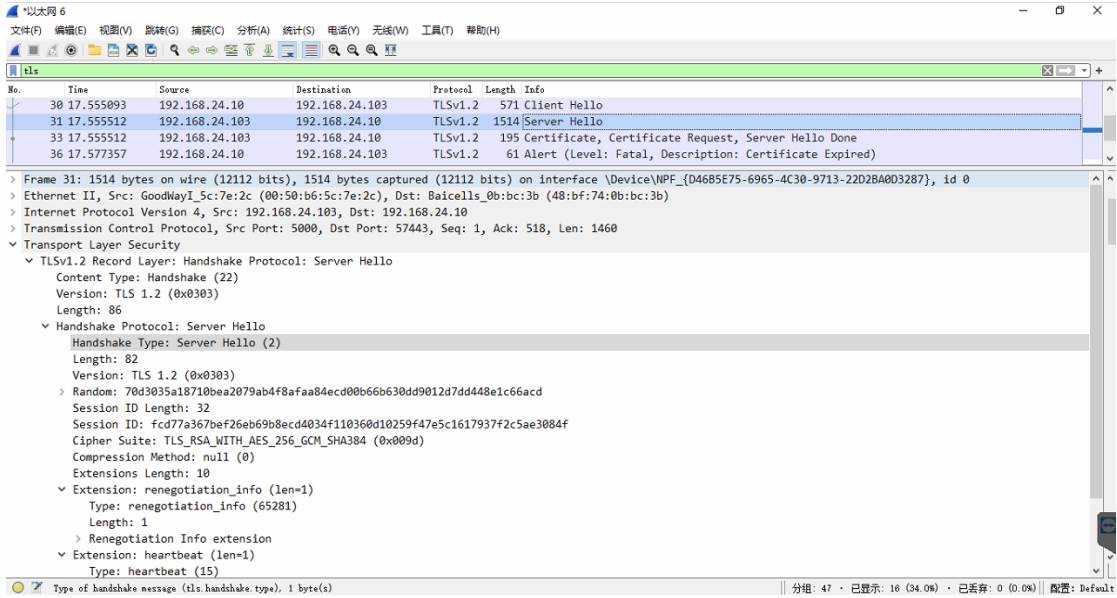 *以太网 6
文件(F) 编辑(E) 视图(V) 跳转(G) 捕获(C) 分析(A) 统计(S) 电话(Y) 无线(W) 工具(T) 帮助(H)
tls
No. Time Source Destination Protocol Length Info
30 17.555093 192.168.24.10 192.168.24.103 TLSv1.2 571 Client Hello
31 17.555512 192.168.24.103 192.168.24.10 TLSv1.2 1514 Server Hello
33 17.555512 192.168.24.103 192.168.24.10 TLSv1.2 195 Certificate, Certificate Request, Server Hello Done
36 17.577357 192.168.24.10 192.168.24.103 TLSv1.2 61 Alert (Level: Fatal, Description: Certificate Expired)
Frame 31: 1514 bytes on wire (12112 bits), 1514 bytes captured (12112 bits) on interface \Device\NPF_{D46B5E75-6965-4C30-9713-22D2BA0D3287}, id 0
Ethernet II, Src: GoodWayI_5c:7e:2c (00:50:b6:5c:7e:2c), Dst: Baicells_0b:bc:3b (48:bf:74:0b:bc:3b)
Internet Protocol Version 4, Src: 192.168.24.103, Dst: 192.168.24.10
Transmission Control Protocol, Src Port: 5000, Dst Port: 57443, Seq: 1, Ack: 518, Len: 1460
Transport Layer Security
TLSv1.2 Record Layer: Handshake Protocol: Server Hello
Content Type: Handshake (22)
Version: TLS 1.2 (0x0303)
Length: 86
Handshake Protocol: Server Hello
Handshake Type: Server Hello (2)
Length: 82
Version: TLS 1.2 (0x0303)
Random: 70d3035a18710bea2079ab4f8afaa84ecd00b66b630dd9012d7dd448e1c66acd
Session ID Length: 32
Session ID: fcd77a367bef26eb69b8ecd4034f110360d10259f47e5c1617937f2c5ae3084f
Cipher Suite: TLS_RSA_WITH_AES_256_GCM_SHA384 (0x009d)
Compression Method: null (0)
Extensions Length: 10
Extension: renegotiation_info (len=1)
Type: renegotiation_info (65281)
Length: 1
Renegotiation Info extension
Extension: heartbeat (len=1)
Type: heartbeat (15)
Type of handshake message (tls.handshake.type), 1 byte(s) 分组: 47 · 已显示: 16 (34.0%) · 已丢弃: 0 (0.0%) 配置: Default